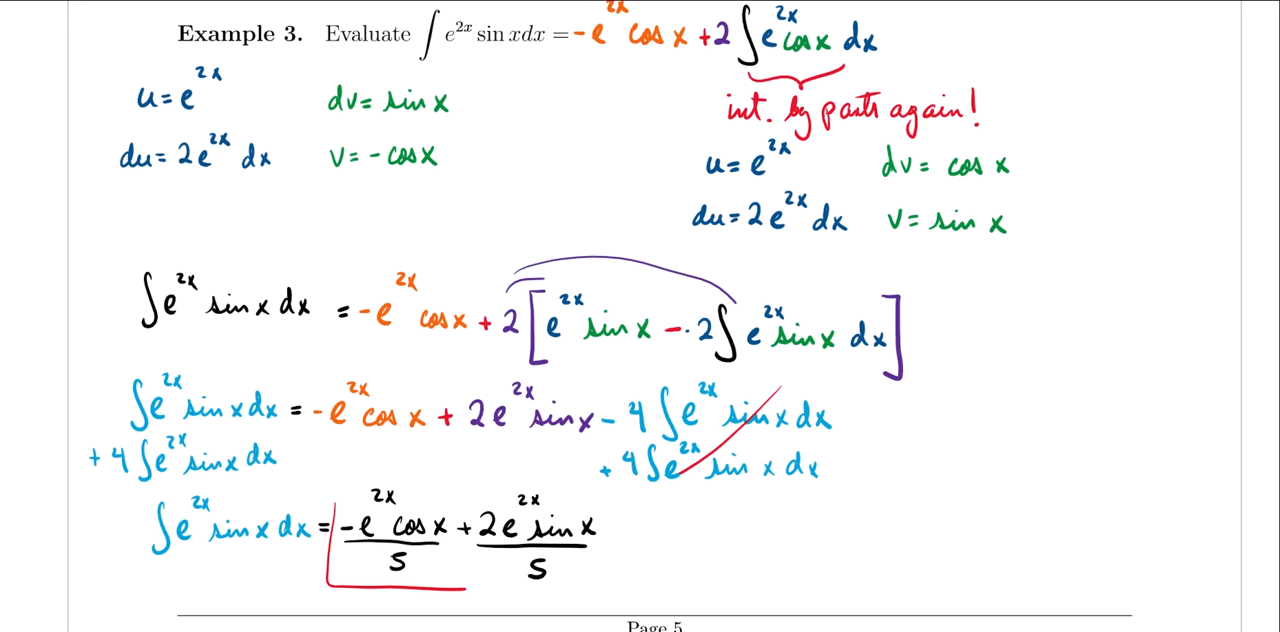 Example 3. Evaluate ∫ e^{2x} sin x dx = -e^{2x} cos x + 2 ∫ e^{2x} cos x dx
int. by parts again!
u = e^{2x} dv = sin x
du = 2e^{2x} dx v = - cos x
u = e^{2x} dv = cos x
du = 2e^{2x} dx v = sin x
∫ e^{2x} sin x dx = -e^{2x} cos x + 2 [ e^{2x} sin x - · 2 ∫ e^{2x} sin x dx ]
∫ e^{2x} sin x dx = -e^{2x} cos x + 2e^{2x} sin x - 4 ∫ e^{2x} sin x dx
+ 4 ∫ e^{2x} sin x dx + 4 ∫ e^{2x} sin x dx
∫ e^{2x} sin x dx = -e^{2x} cos x / 5 + 2e^{2x} sin x / 5
Page 5